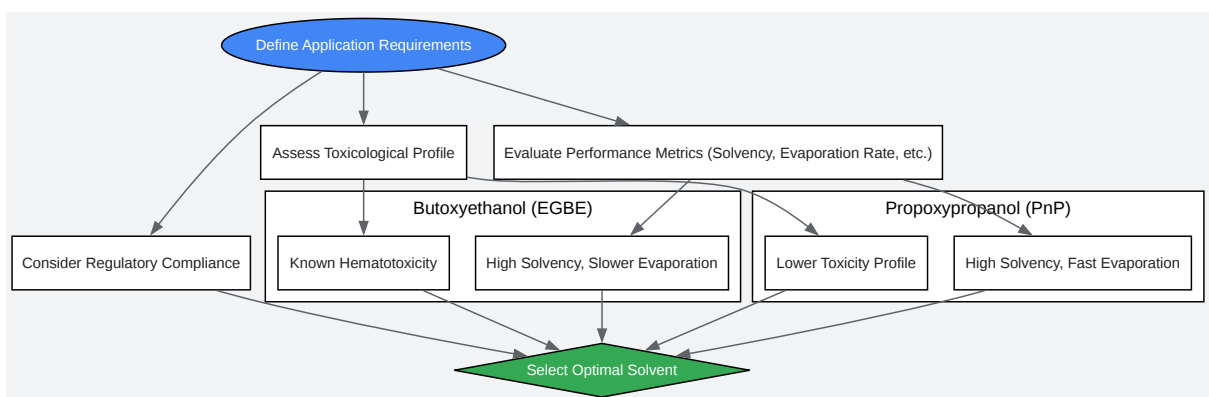 Define Application Requirements
Assess Toxicological Profile
Evaluate Performance Metrics (Solvency, Evaporation Rate, etc.)
Butoxyethanol (EGBE)
Propoxypropanol (PnP)
Consider Regulatory Compliance
Known Hematotoxicity
High Solvency, Slower Evaporation
Lower Toxicity Profile
High Solvency, Fast Evaporation
Select Optimal Solvent